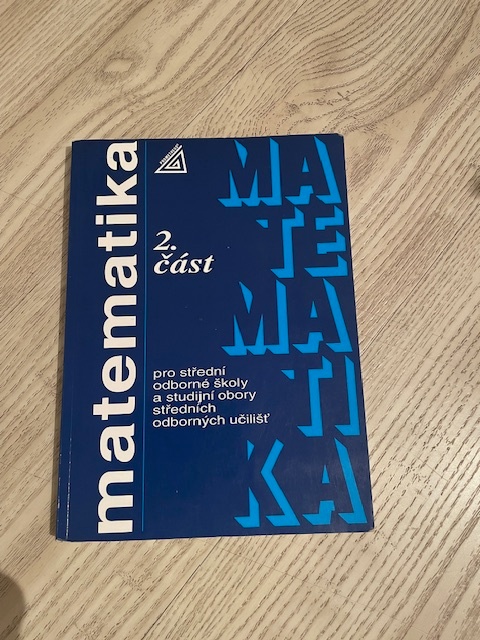 matematika
2.
část
pro střední
odborné školy
a studijní obory
středních
odborných učilišť
MA
TE
MA
TI
KA